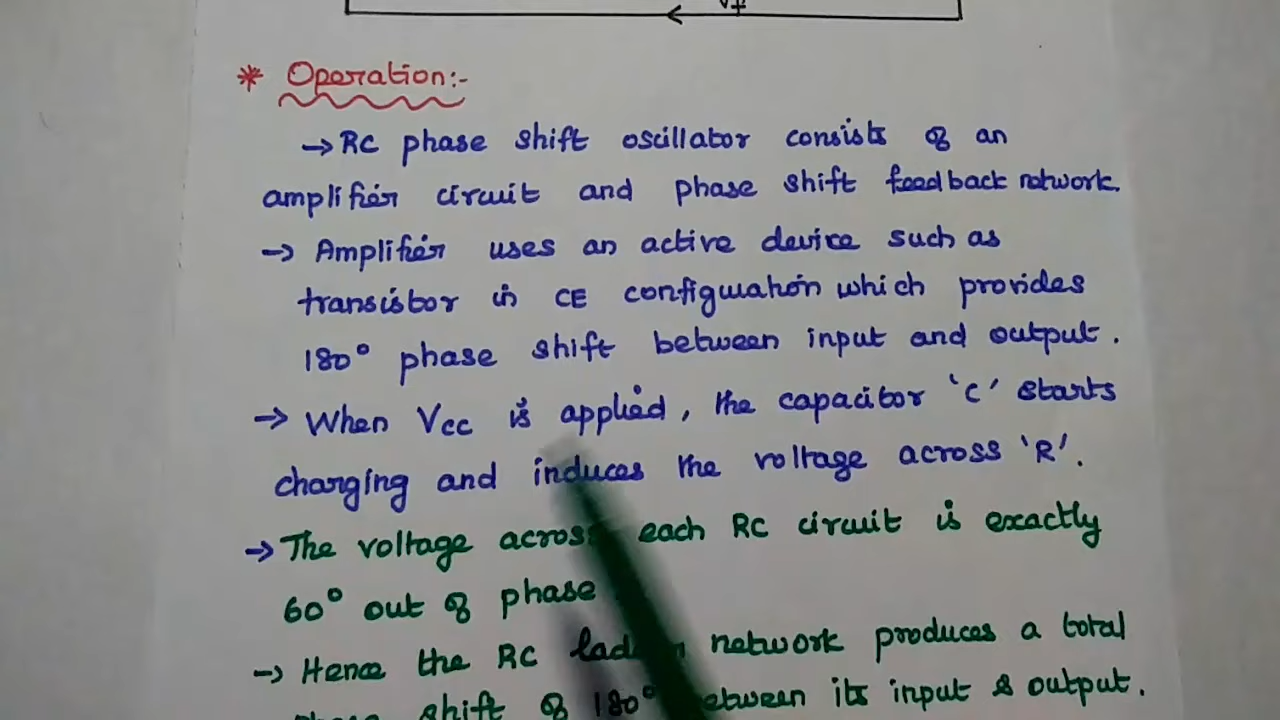 Vf
* Operation:-
→ RC phase shift oscillator consists of an
amplifier circuit and phase shift feedback network.
→ Amplifier uses an active device such as
transistor in CE configuration which provides
180° phase shift between input and output.
→ When Vcc is applied, the capacitor 'C' starts
charging and induces the voltage across 'R'.
→ The voltage across each RC circuit is exactly
60° out of phase
→ Hence the RC network produces a total
shift of 180° between its input & output.